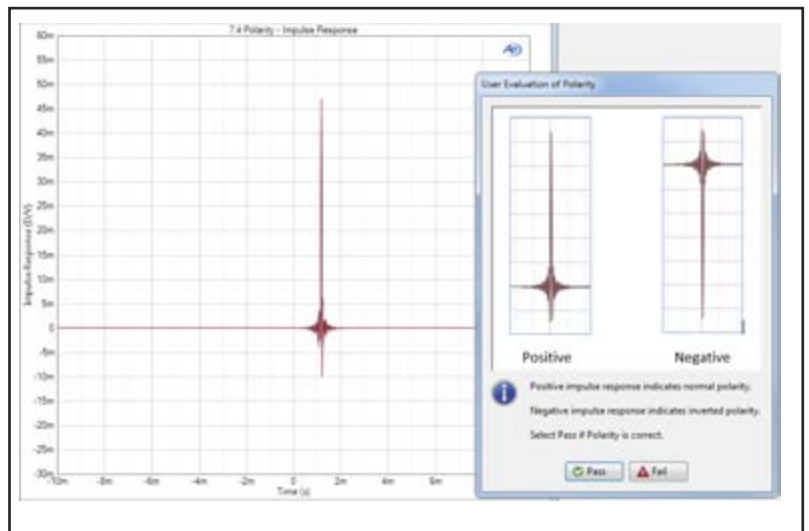 7.4 Polarity - Impulse Response
60m
55m
50m
45m
40m
35m
30m
25m
20m
15m
10m
5m
0
-5m
-10m
-15m
-20m
-25m
-30m
Impulse Response (D/V)
-10m -8m -6m -4m -2m 0 2m 4m 6m
Time (s)
User Evaluation of Polarity
Positive Negative
Positive impulse response indicates normal polarity.
Negative impulse response indicates inverted polarity.
Select Pass if Polarity is correct.
Pass Fail